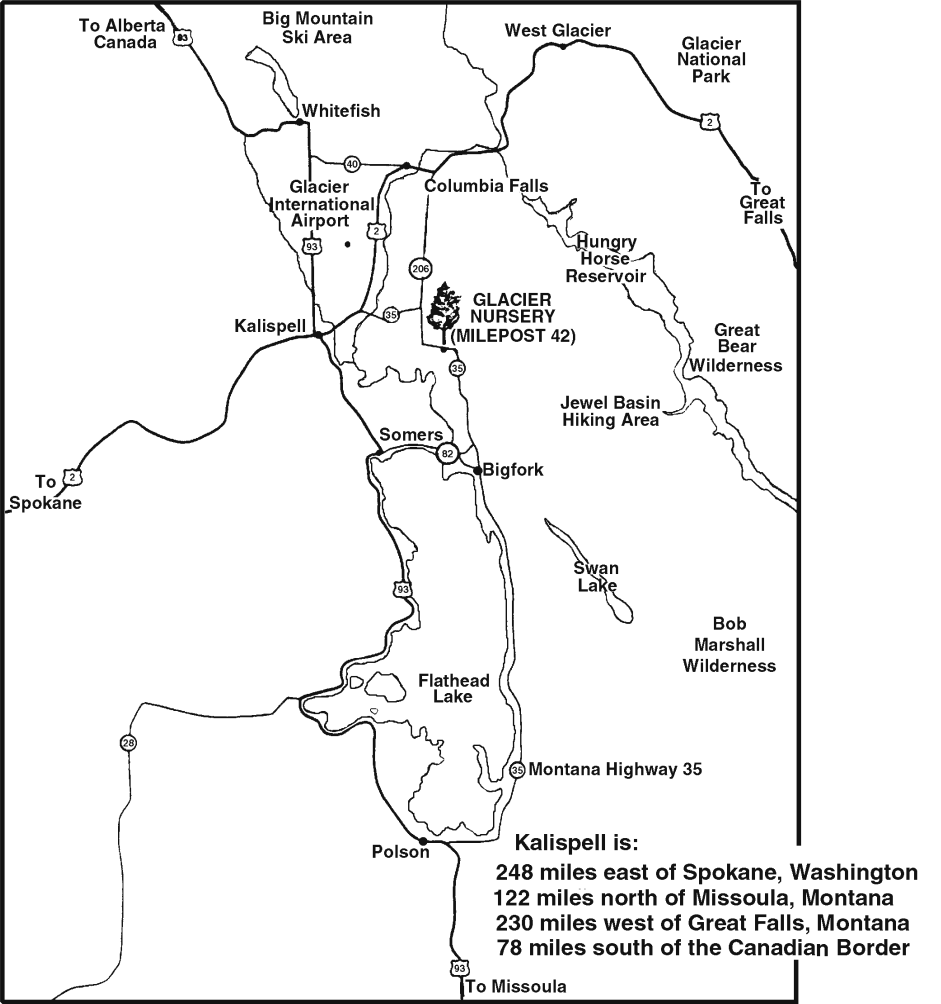 To Alberta
Canada
93
Big Mountain
Ski Area
West Glacier
Glacier
National
Park
Whitefish
2
40
Columbia Falls
To
Great
Falls
Glacier
International
Airport
2
93
206
Hungry
Horse
Reservoir
GLACIER
NURSERY
(MILEPOST 42)
35
Kalispell
35
Great
Bear
Wilderness
Jewel Basin
Hiking Area
Somers
82
Bigfork
To
2
Spokane
Swan
Lake
93
Bob
Marshall
Wilderness
Flathead
Lake
28
35
Montana Highway 35
Polson
Kalispell is:
248 miles east of Spokane, Washington
122 miles north of Missoula, Montana
230 miles west of Great Falls, Montana
78 miles south of the Canadian Border
93
To Missoula